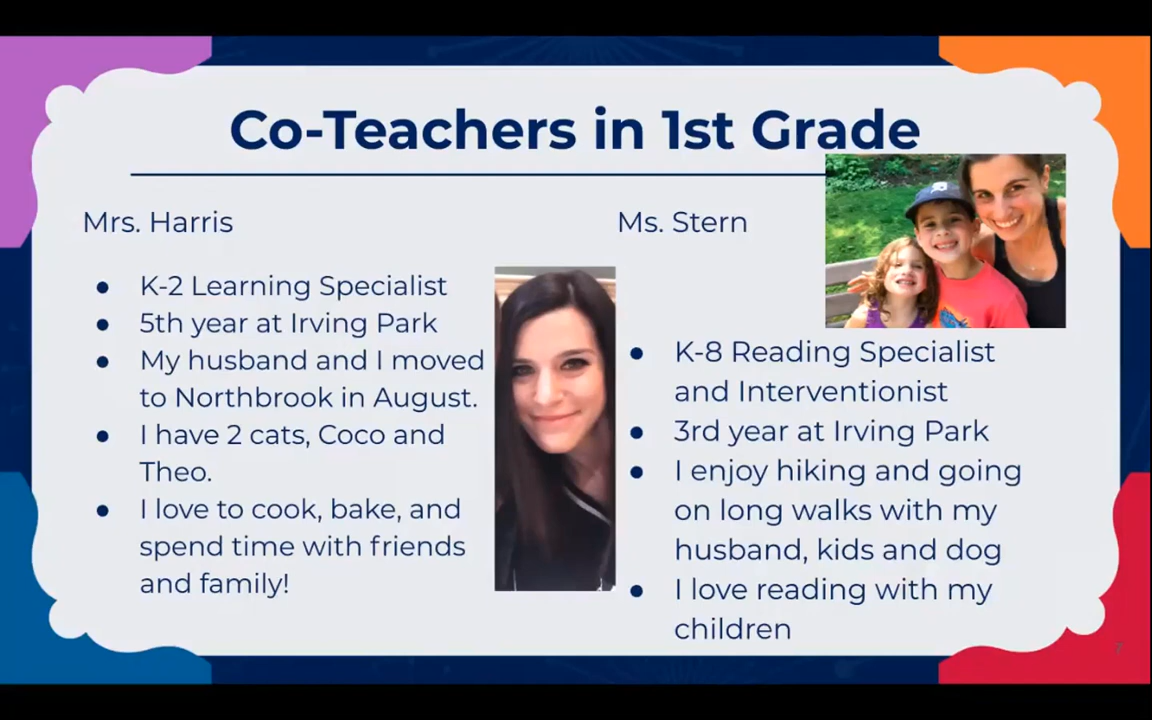 Co-Teachers in 1st Grade
Mrs. Harris
● K-2 Learning Specialist
● 5th year at Irving Park
● My husband and I moved
to Northbrook in August.
● I have 2 cats, Coco and
Theo.
● I love to cook, bake, and
spend time with friends
and family!
Ms. Stern
● K-8 Reading Specialist
and Interventionist
● 3rd year at Irving Park
● I enjoy hiking and going
on long walks with my
husband, kids and dog
● I love reading with my
children
7